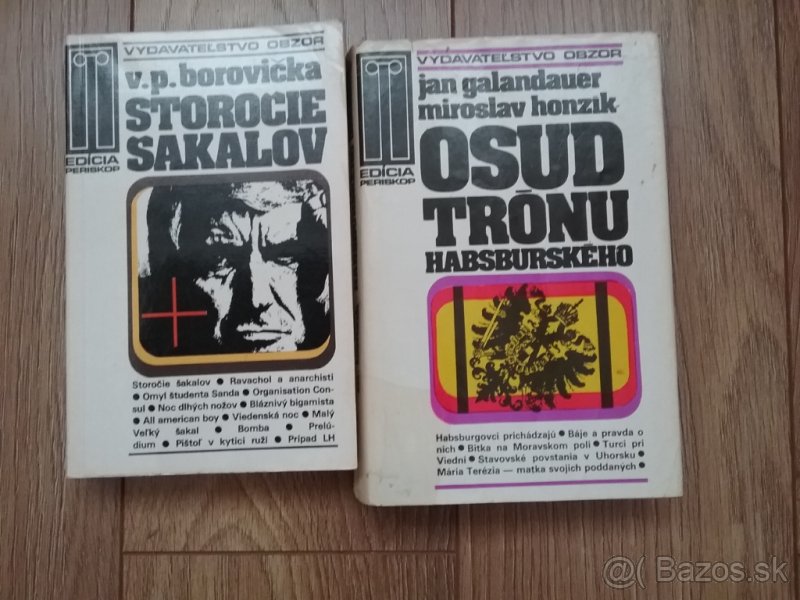 VYDAVATEĽSTVO OBZOR
v.p. borovička
STOROČIE
ŠAKALOV
EDÍCIA
PERISKOP
Storočie šakalov ● Ravachol a anarchisti
● Omyl študenta Sanda ● Organisation Con-
sul ● Noc dlhých nožov ● Bláznivý bigamista
● All american boy ● Viedenská noc ● Malý
Veľký šakal ● Bomba ● Prelú-
dium ● Pištoľ v kytici ruží ● Prípad LH
VYDAVATEĽSTVO OBZOR
jan galandauer
miroslav honzík
OSUD
TRÓNU
HABSBURSKÉHO
EDÍCIA
PERISKOP
Habsburgovci prichádzajú ● Báje a pravda o
nich ● Bitka na Moravskom poli ● Turci pri
Viedni ● Stavovské povstania v Uhorsku ●
Mária Terézia — matka svojich poddaných ●
@ Bazos.sk